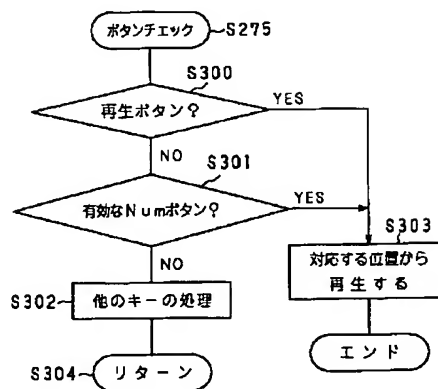 ボタンチェック
S275
S300
再生ボタン?
YES
NO
S301
有効なNumボタン?
YES
NO
S303
対応する位置から
再生する
S302
他のキーの処理
エンド
S304
リターン